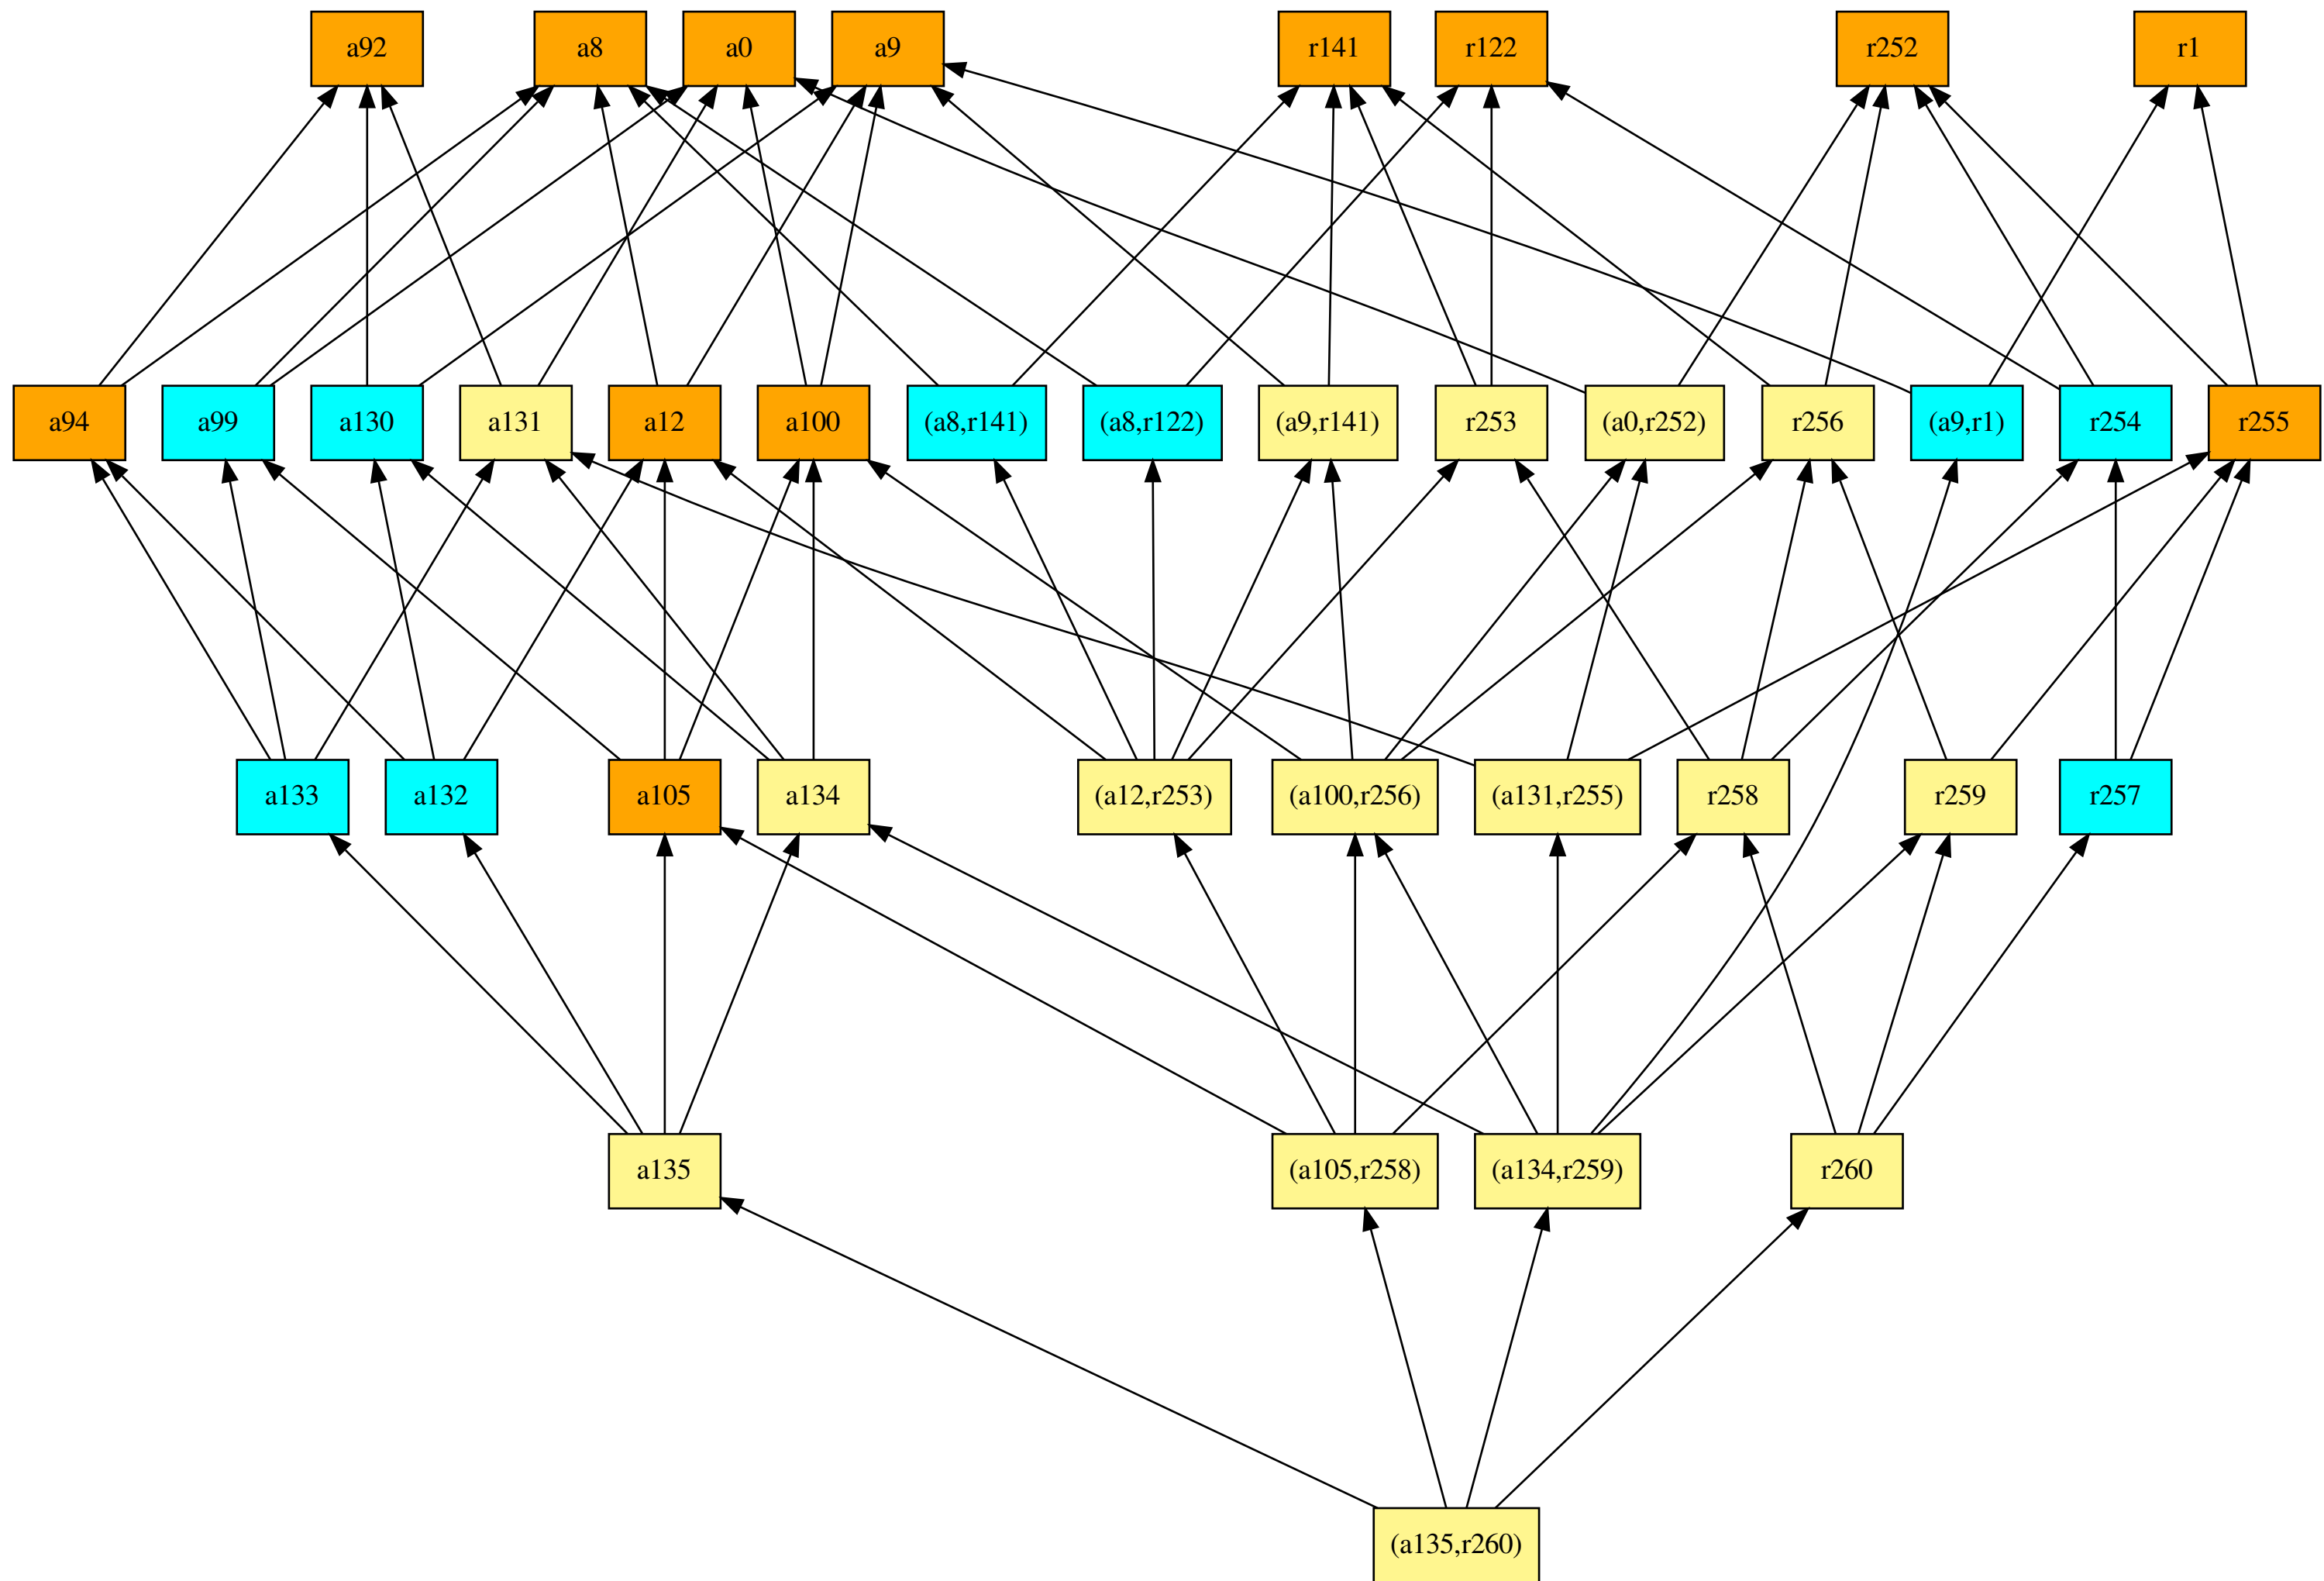 a92 a8 a0 a9 r141 r122 r252 r1
a94 a99 a130 a131 a12 a100 (a8,r141) (a8,r122) (a9,r141) r253 (a0,r252) r256 (a9,r1) r254 r255
a133 a132 a105 a134 (a12,r253) (a100,r256) (a131,r255) r258 r259 r257
a135 (a105,r258) (a134,r259) r260
(a135,r260)